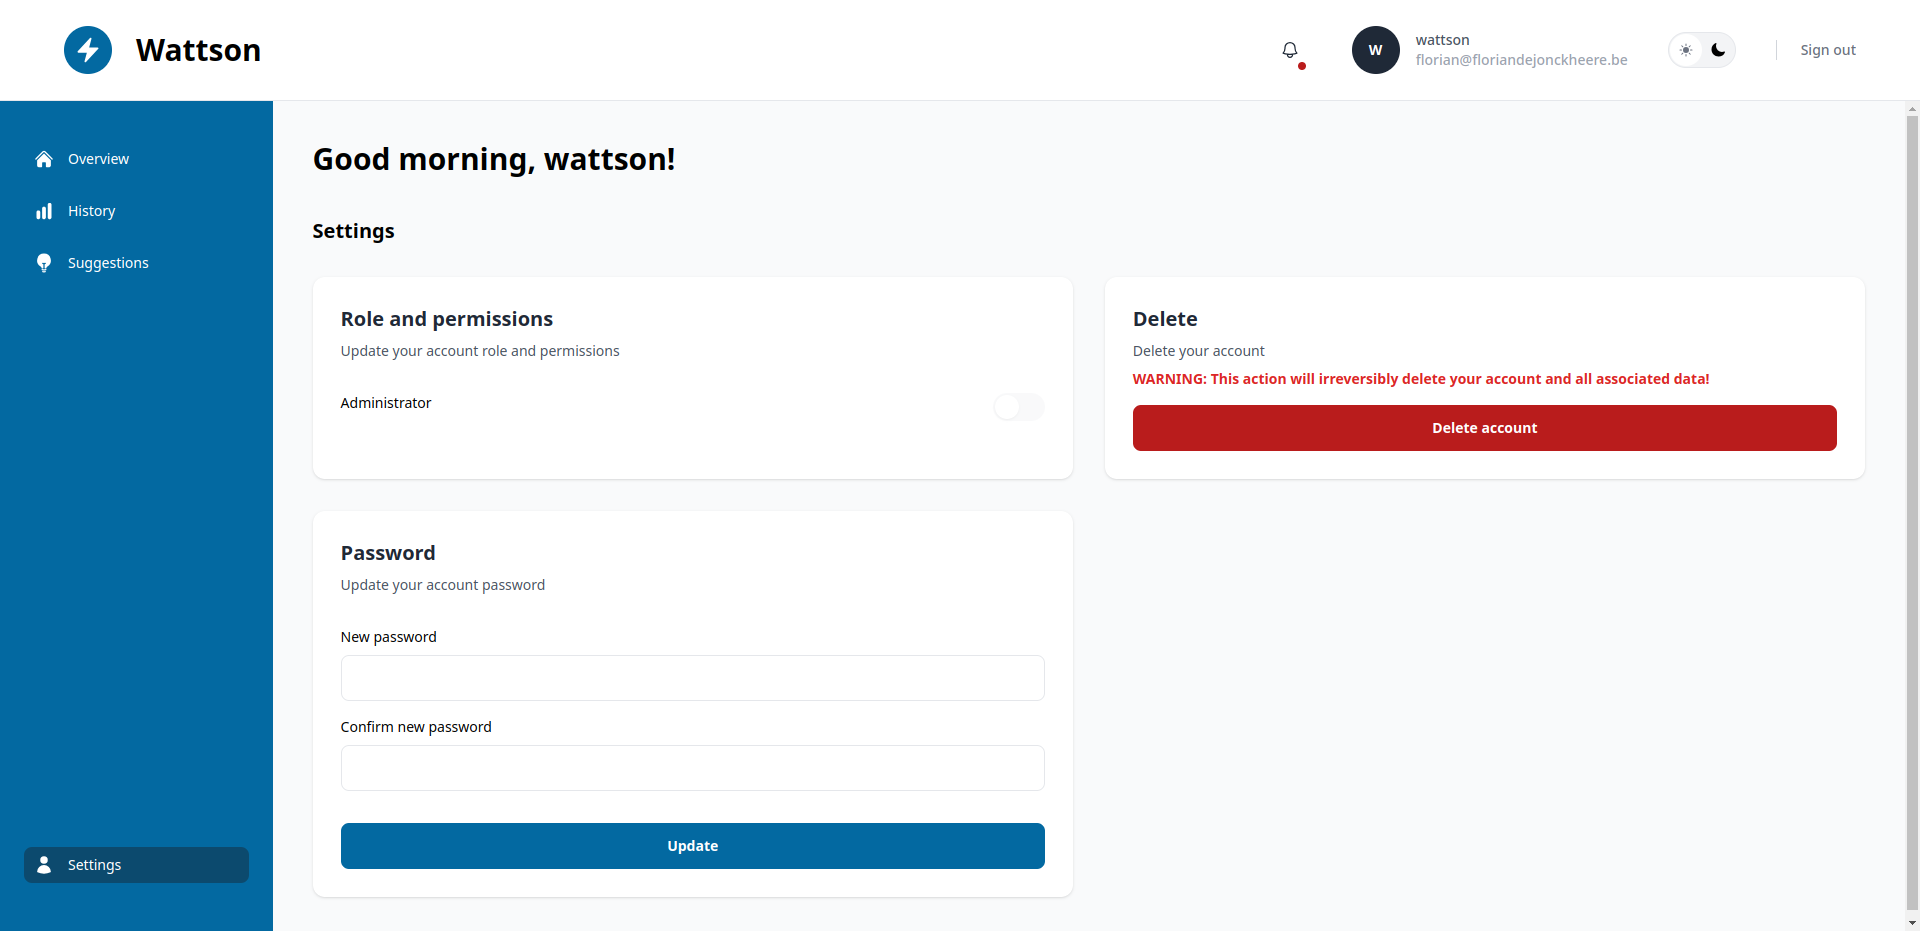 Wattson
wattson
florian@floriandejonckheere.be
W
Sign out
Overview
History
Suggestions
Settings
Good morning, wattson!
Settings
Role and permissions
Update your account role and permissions
Administrator
Delete
Delete your account
WARNING: This action will irreversibly delete your account and all associated data!
Delete account
Password
Update your account password
New password
Confirm new password
Update